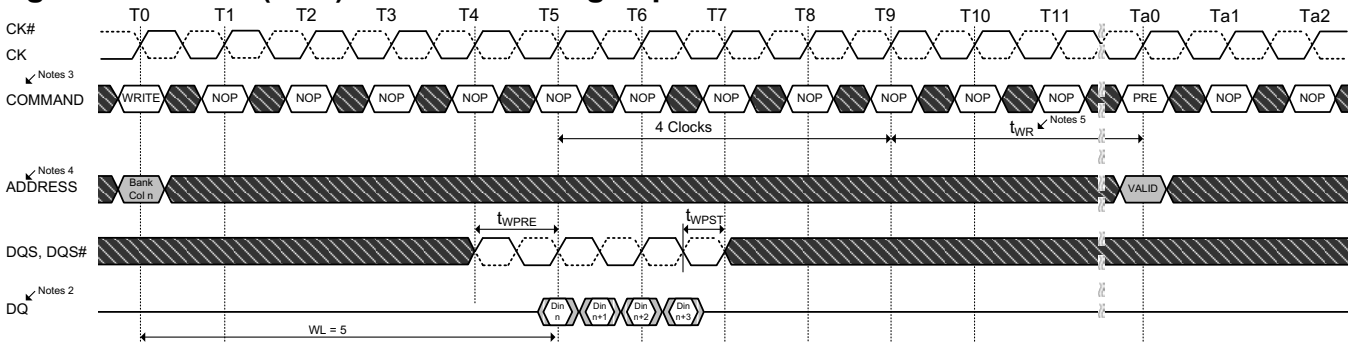 T0 T1 T2 T3 T4 T5 T6 T7 T8 T9 T10 T11 Ta0 Ta1 Ta2
CK#
CK
Notes 3
COMMAND WRITE NOP NOP NOP NOP NOP NOP NOP NOP NOP NOP NOP PRE NOP NOP
4 Clocks tWR Notes 5
Notes 4
ADDRESS Bank Col n VALID
tWPRE tWPST
DQS, DQS#
Notes 2
DQ Din n Din n+1 Din n+2 Din n+3
WL = 5